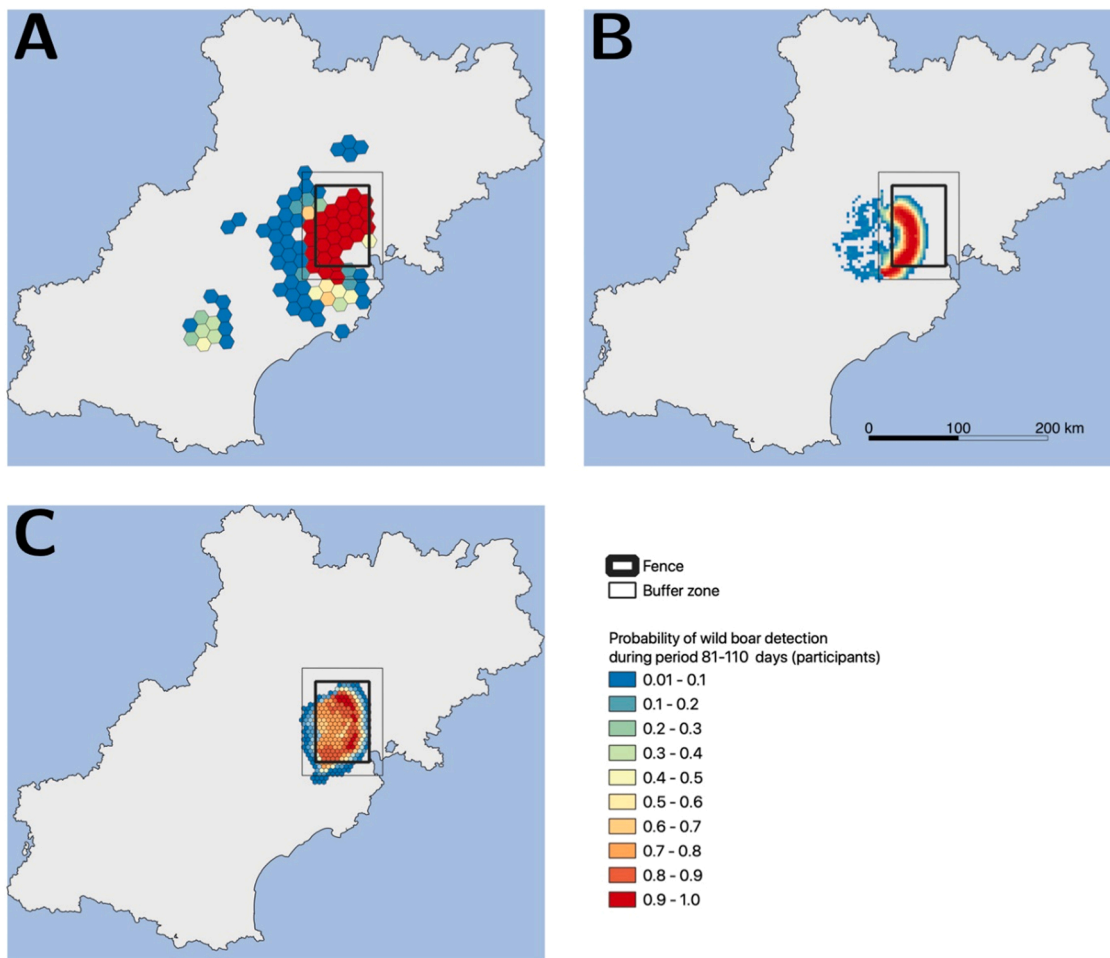 A
B
0 100 200 km
C
Fence
Buffer zone
Probability of wild boar detection
during period 81-110 days (participants)
0.01 - 0.1
0.1 - 0.2
0.2 - 0.3
0.3 - 0.4
0.4 - 0.5
0.5 - 0.6
0.6 - 0.7
0.7 - 0.8
0.8 - 0.9
0.9 - 1.0